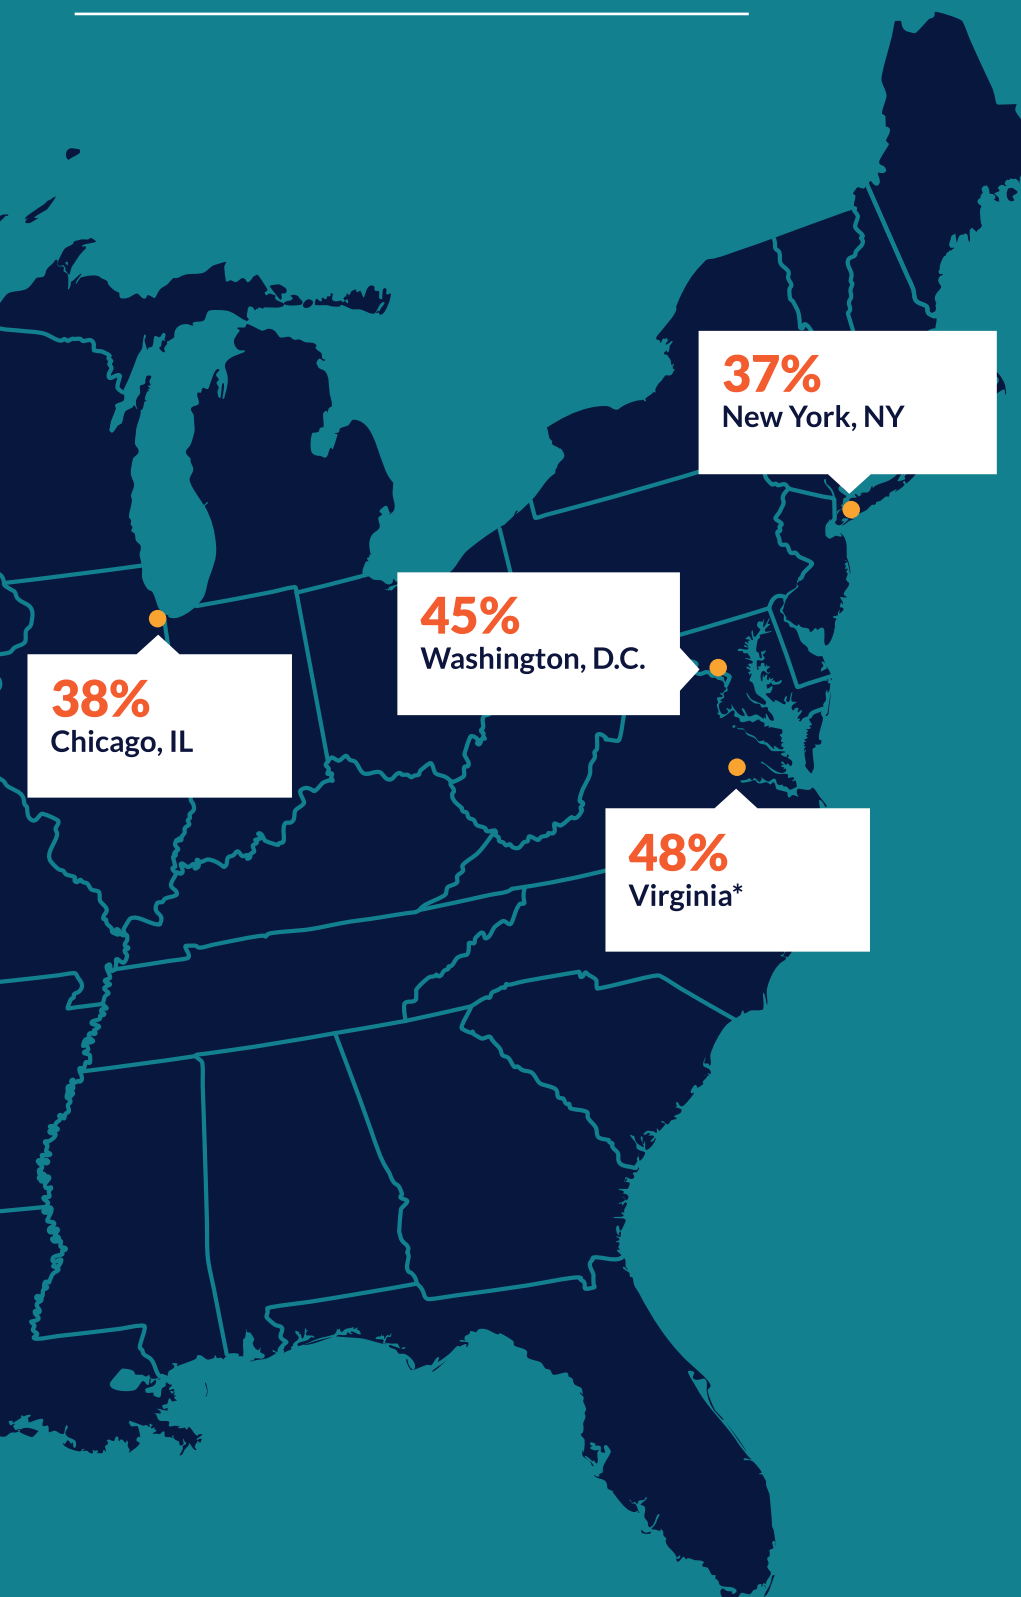 37%
New York, NY
45%
Washington, D.C.
38%
Chicago, IL
48%
Virginia*